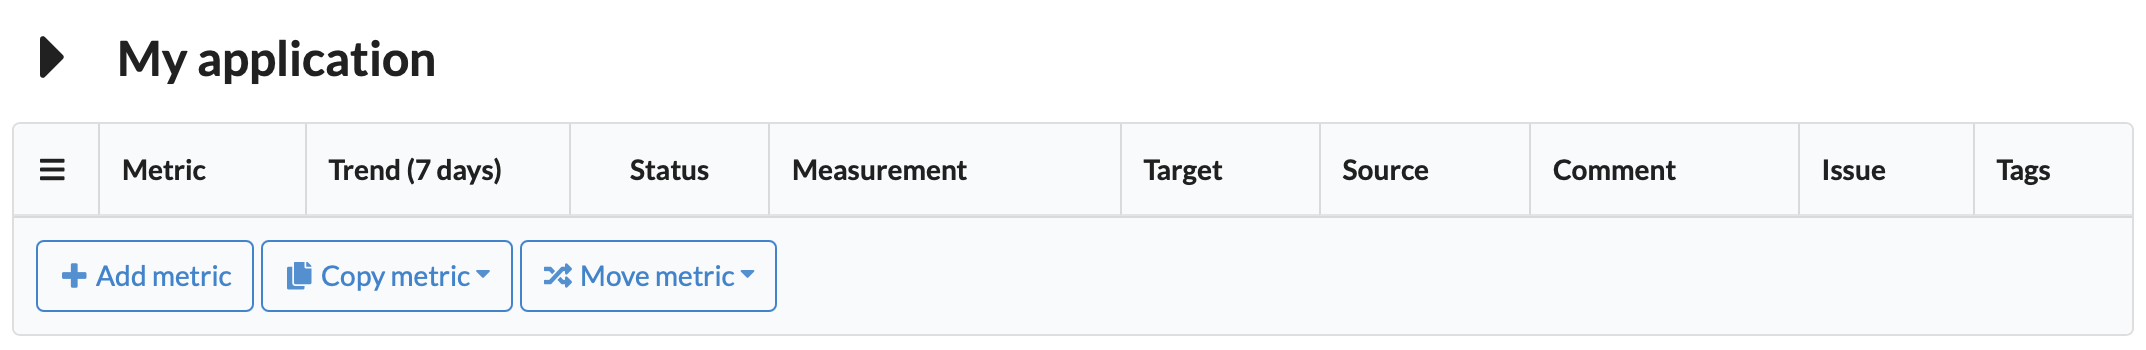 My application
Metric Trend (7 days) Status Measurement Target Source Comment Issue Tags
Add metric Copy metric Move metric